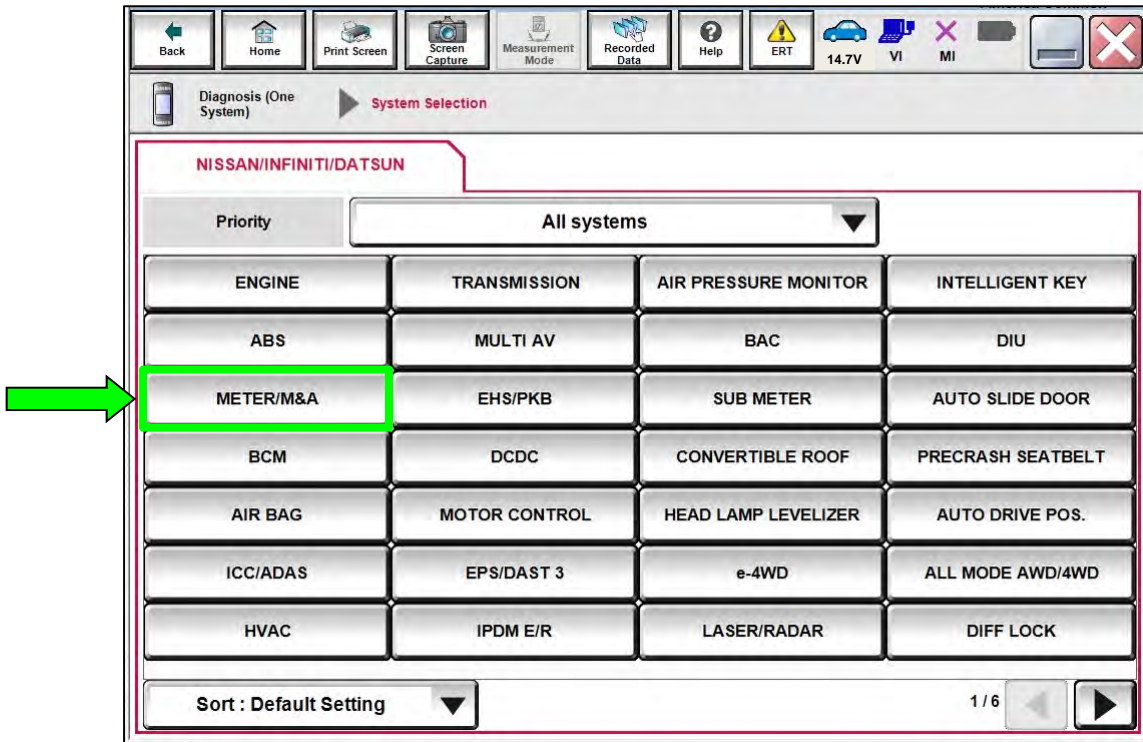 Back
Home
Print Screen
Screen Capture
Measurement Mode
Recorded Data
Help
ERT
14.7V
VI
MI
Diagnosis (One System)
System Selection
NISSAN/INFINITI/DATSUN
Priority
All systems
ENGINE
TRANSMISSION
AIR PRESSURE MONITOR
INTELLIGENT KEY
ABS
MULTI AV
BAC
DIU
METER/M&A
EHS/PKB
SUB METER
AUTO SLIDE DOOR
BCM
DCDC
CONVERTIBLE ROOF
PRECRASH SEATBELT
AIR BAG
MOTOR CONTROL
HEAD LAMP LEVELIZER
AUTO DRIVE POS.
ICC/ADAS
EPS/DAST 3
e-4WD
ALL MODE AWD/4WD
HVAC
IPDM E/R
LASER/RADAR
DIFF LOCK
Sort : Default Setting
1 / 6